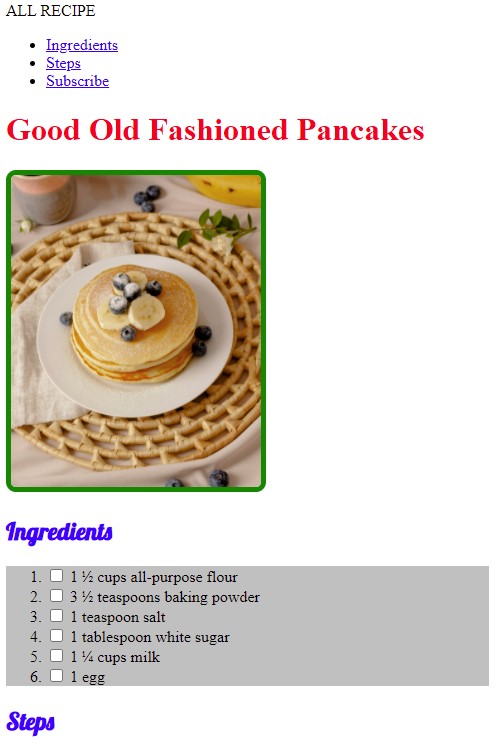 ALL RECIPE
Ingredients
Steps
Subscribe
Good Old Fashioned Pancakes
Ingredients
1. 1 ½ cups all-purpose flour
2. 3 ½ teaspoons baking powder
3. 1 teaspoon salt
4. 1 tablespoon white sugar
5. 1 ¼ cups milk
6. 1 egg
Steps